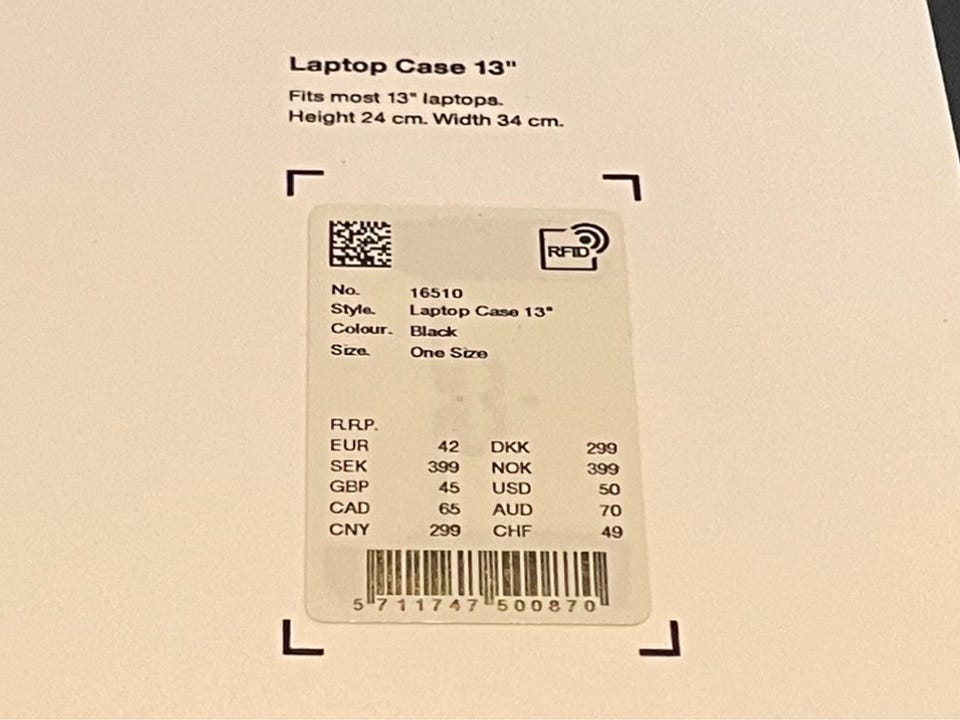 Laptop Case 13"
Fits most 13" laptops.
Height 24 cm. Width 34 cm.
RFID
No. 16510
Style. Laptop Case 13"
Colour. Black
Size. One Size
R.R.P.
EUR 42 DKK 299
SEK 399 NOK 399
GBP 45 USD 50
CAD 65 AUD 70
CNY 299 CHF 49
5 711747 500870